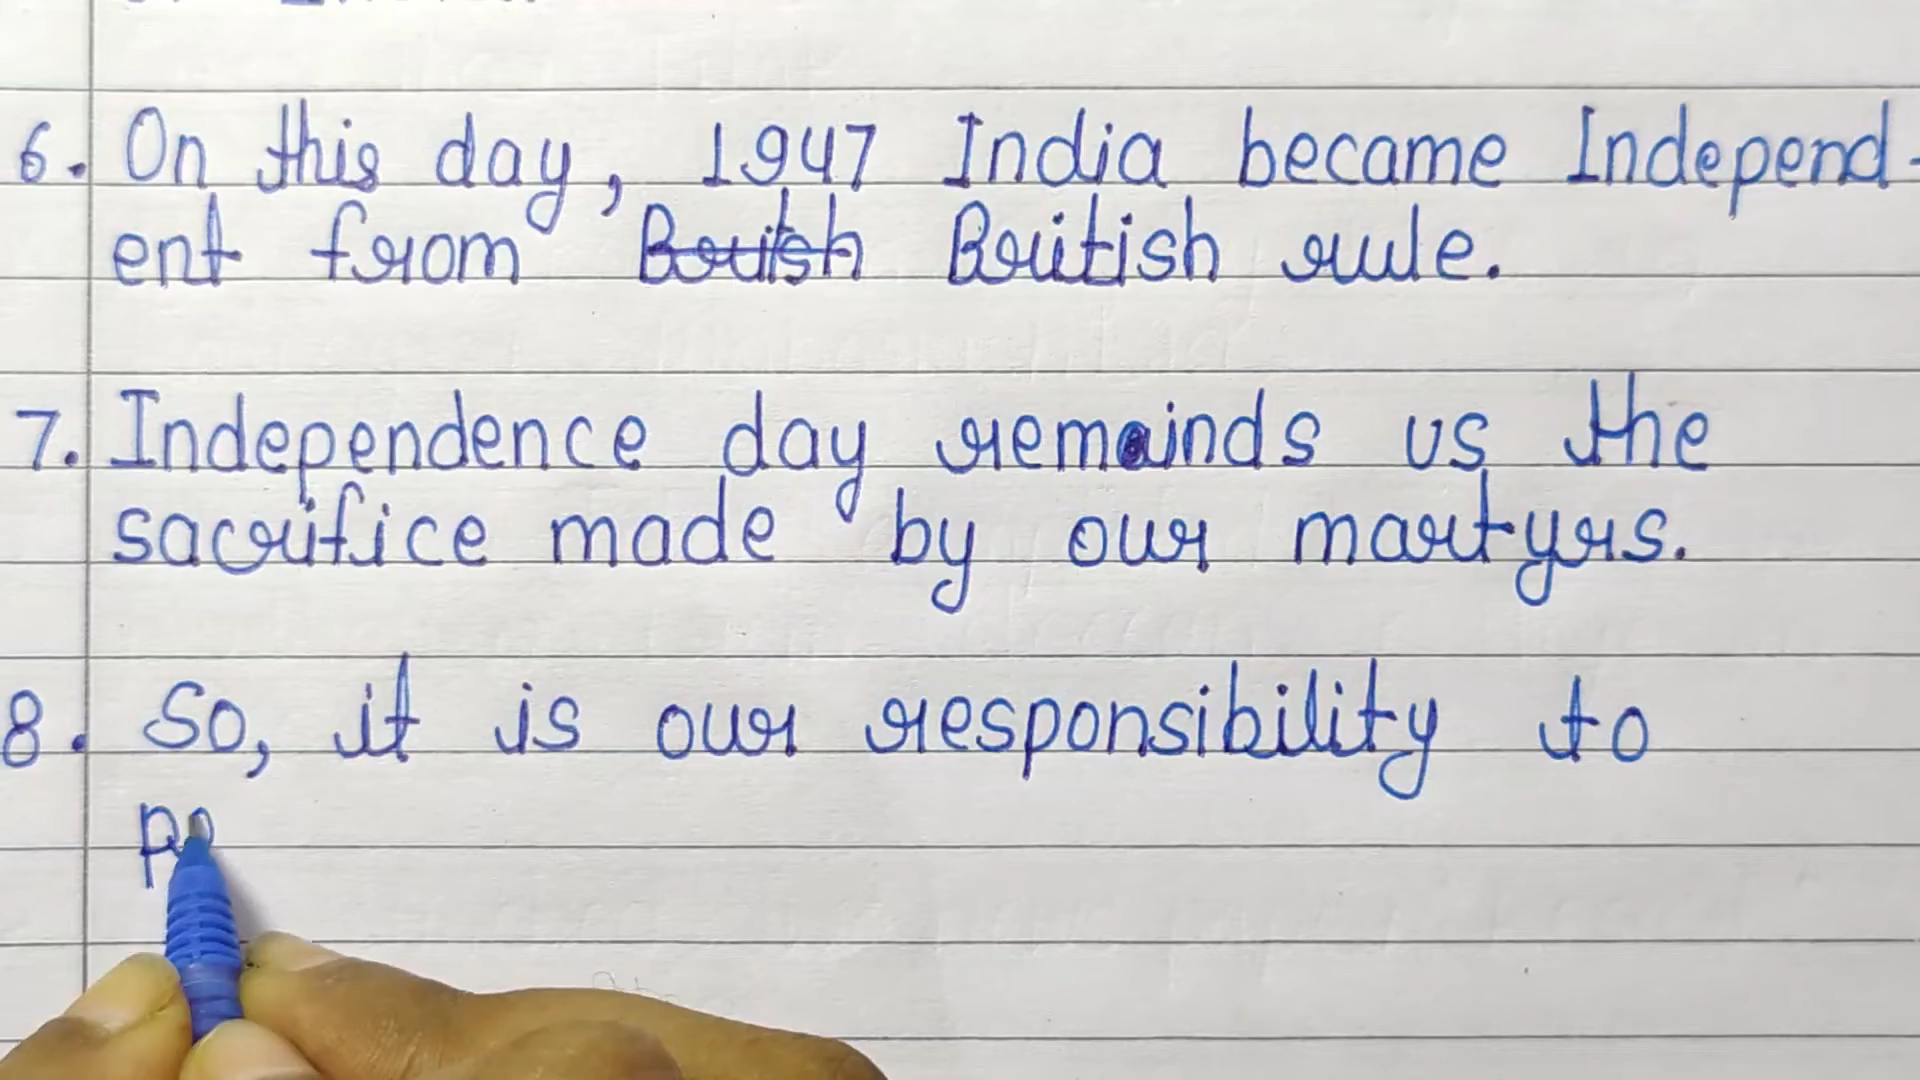 6. On this day, 1947 India became Independ-
ent from British British rule.
7. Independence day remainds us the
sacrifice made by our martyrs.
8. So, it is our responsibility to